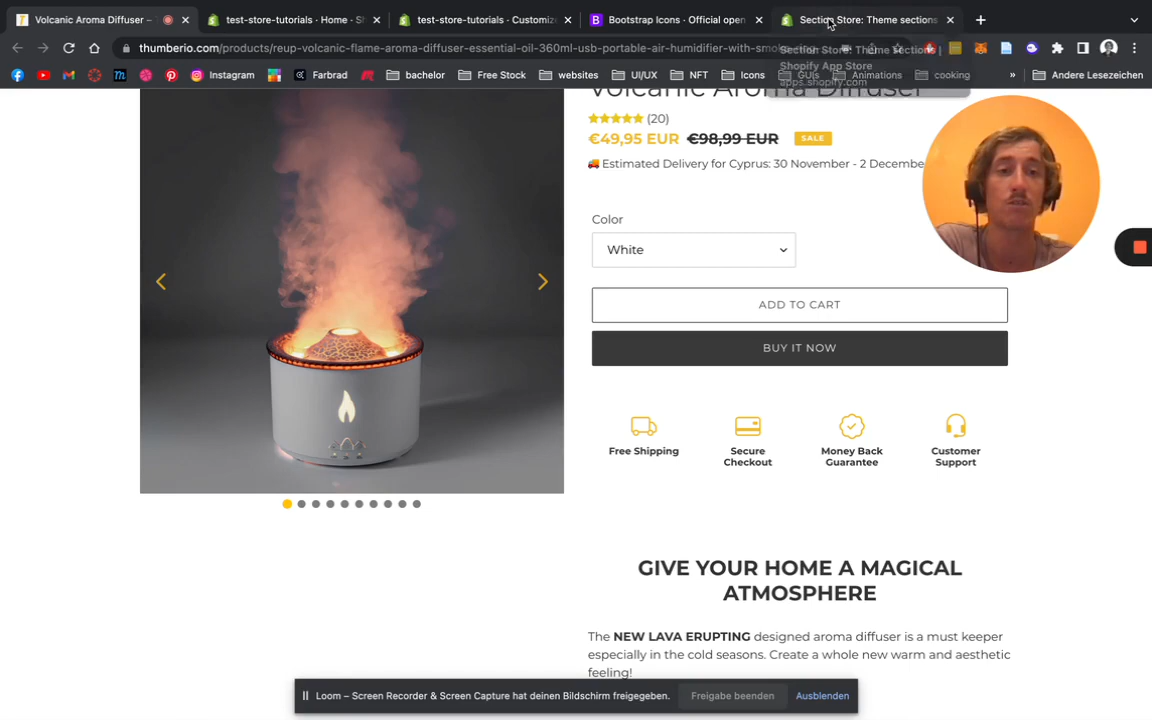 Volcanic Aroma Diffuser –
test-store-tutorials · Home · S
test-store-tutorials · Customize
Bootstrap Icons · Official open
Section Store: Theme sections
thumberio.com/products/reup-volcanic-flame-aroma-diffuser-essential-oil-360ml-usb-portable-air-humidifier-with-smo
Section Store: Theme sections |
Shopify App Store
apps.shopify.com
Instagram
Farbrad
bachelor
Free Stock
websites
UI/UX
NFT
Icons
GUIs
Animations
cooking
»
Andere Lesezeichen
Volcanic Aroma Diffuser
(20)
€49,95 EUR €98,99 EUR SALE
Estimated Delivery for Cyprus: 30 November - 2 Decembe
Color
White
ADD TO CART
BUY IT NOW
Free Shipping
Secure
Checkout
Money Back
Guarantee
Customer
Support
GIVE YOUR HOME A MAGICAL
ATMOSPHERE
The NEW LAVA ERUPTING designed aroma diffuser is a must keeper
especially in the cold seasons. Create a whole new warm and aesthetic
feeling!
Loom – Screen Recorder & Screen Capture hat deinen Bildschirm freigegeben.
Freigabe beenden
Ausblenden